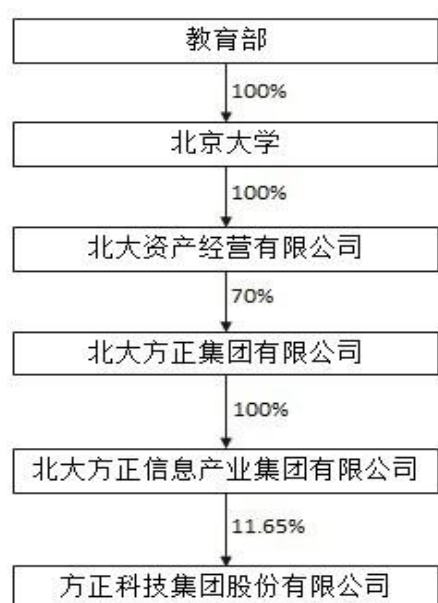 教育部
100%
北京大学
100%
北大资产经营有限公司
70%
北大方正集团有限公司
100%
北大方正信息产业集团有限公司
11.65%
方正科技集团股份有限公司